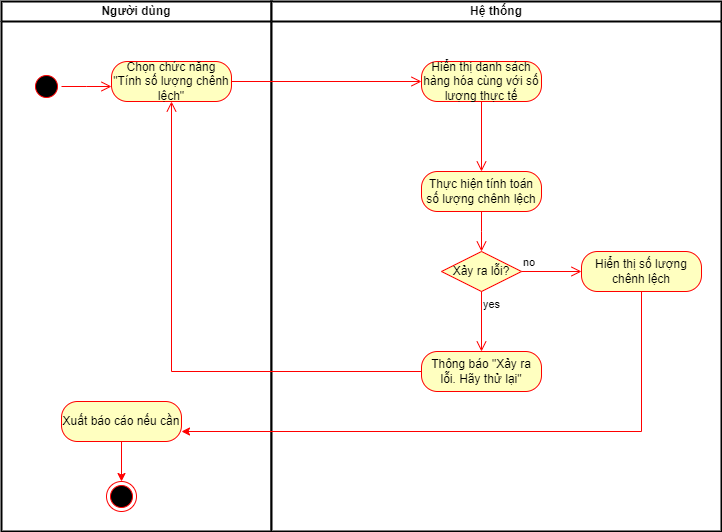 Người dùng
Hệ thống
Chọn chức năng
"Tính số lượng chênh
lệch"
Hiển thị danh sách
hàng hóa cùng với số
lượng thực tế
Thực hiện tính toán
số lượng chênh lệch
Xảy ra lỗi?
no
Hiển thị số lượng
chênh lệch
yes
Thông báo "Xảy ra
lỗi. Hãy thử lại"
Xuất báo cáo nếu cần